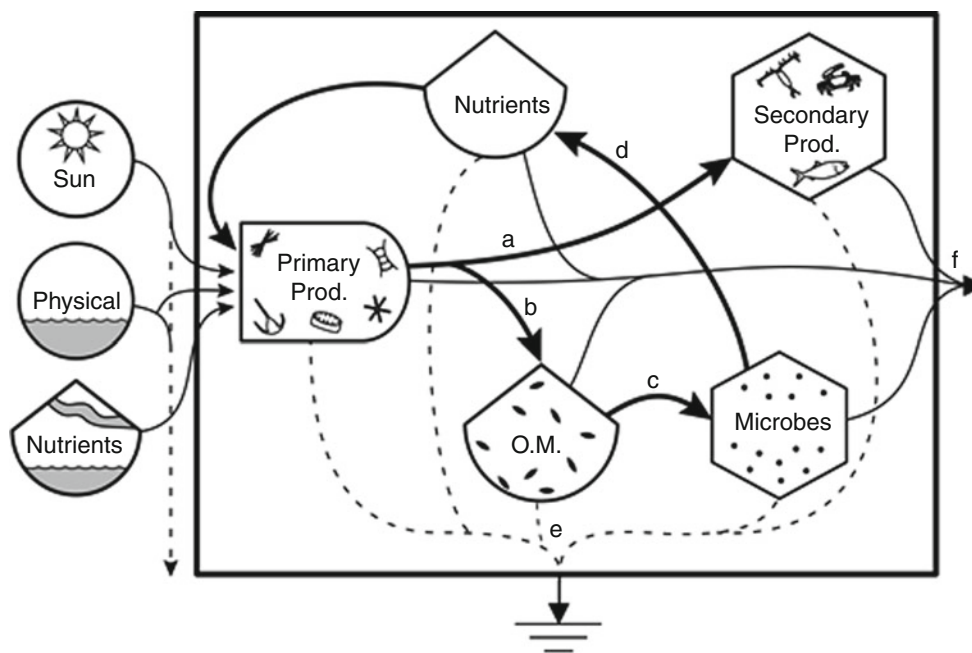 Sun
Physical
Nutrients
Nutrients
Secondary
Prod.
Primary
Prod.
O.M.
Microbes
a
b
c
d
e
f